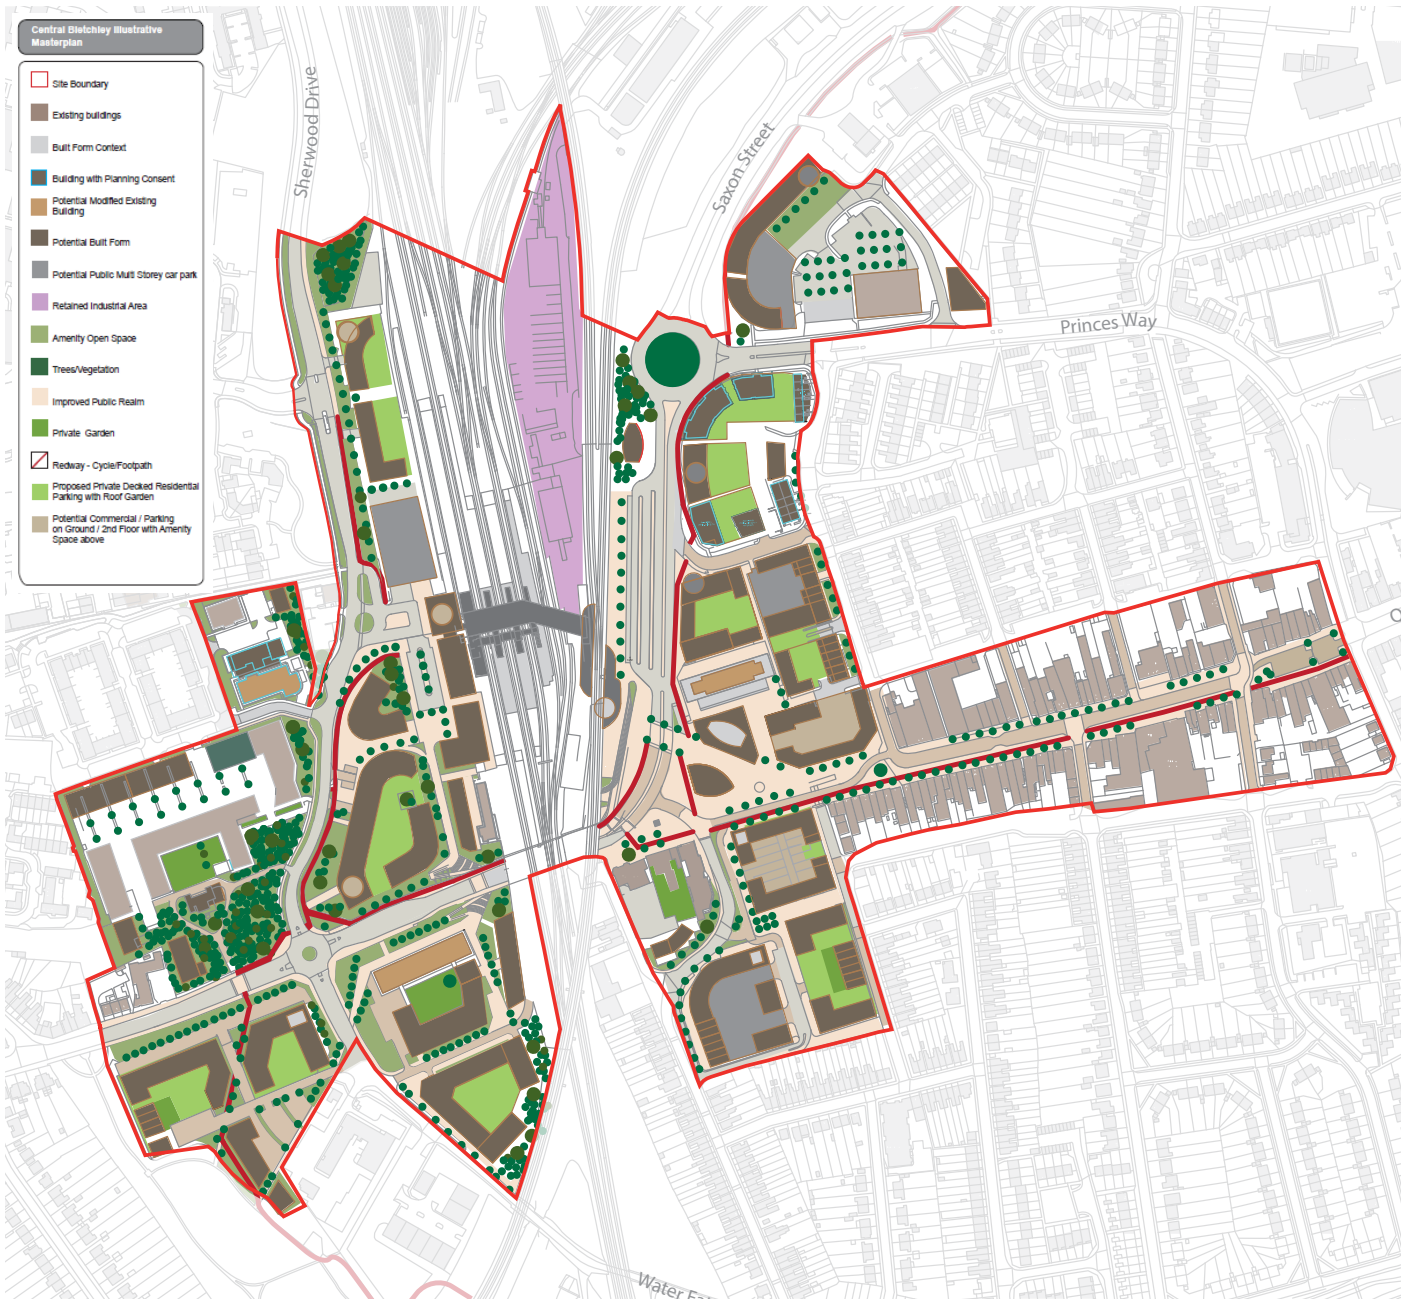 Central Bletchley Illustrative
Masterplan
Site Boundary
Existing buildings
Built Form Context
Building with Planning Consent
Potential Modified Existing
Building
Potential Built Form
Potential Public Multi Storey car park
Retained Industrial Area
Amenity Open Space
Trees/Vegetation
Improved Public Realm
Private Garden
Redway - Cycle/Footpath
Proposed Private Decked Residential
Parking with Roof Garden
Potential Commercial / Parking
on Ground / 2nd Floor with Amenity
Space above
Sherwood Drive
Saxon Street
Princes Way
Water